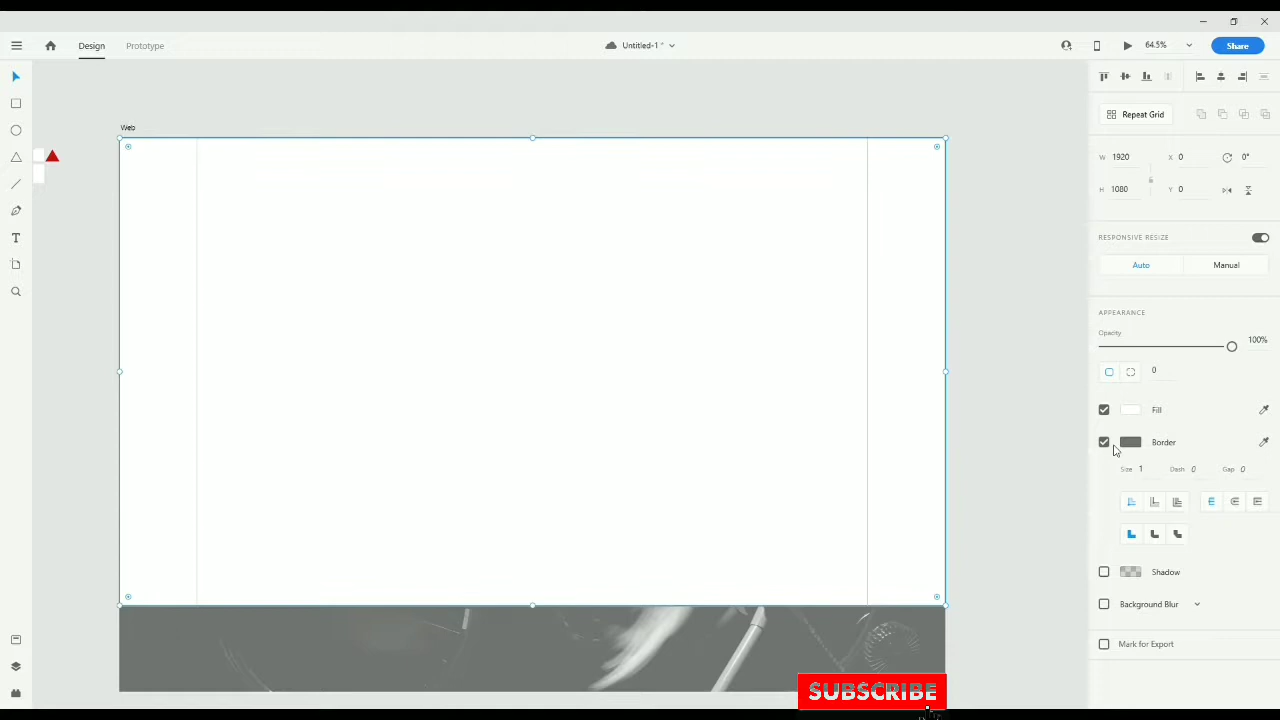 Design
Prototype
Untitled-1 *
64.5%
Share
Web
Repeat Grid
W 1920
X 0
0°
H 1080
Y 0
RESPONSIVE RESIZE
Auto
Manual
APPEARANCE
Opacity
100%
0
Fill
Border
Size 1
Dash 0
Gap 0
Shadow
Background Blur
Mark for Export
SUBSCRIBE